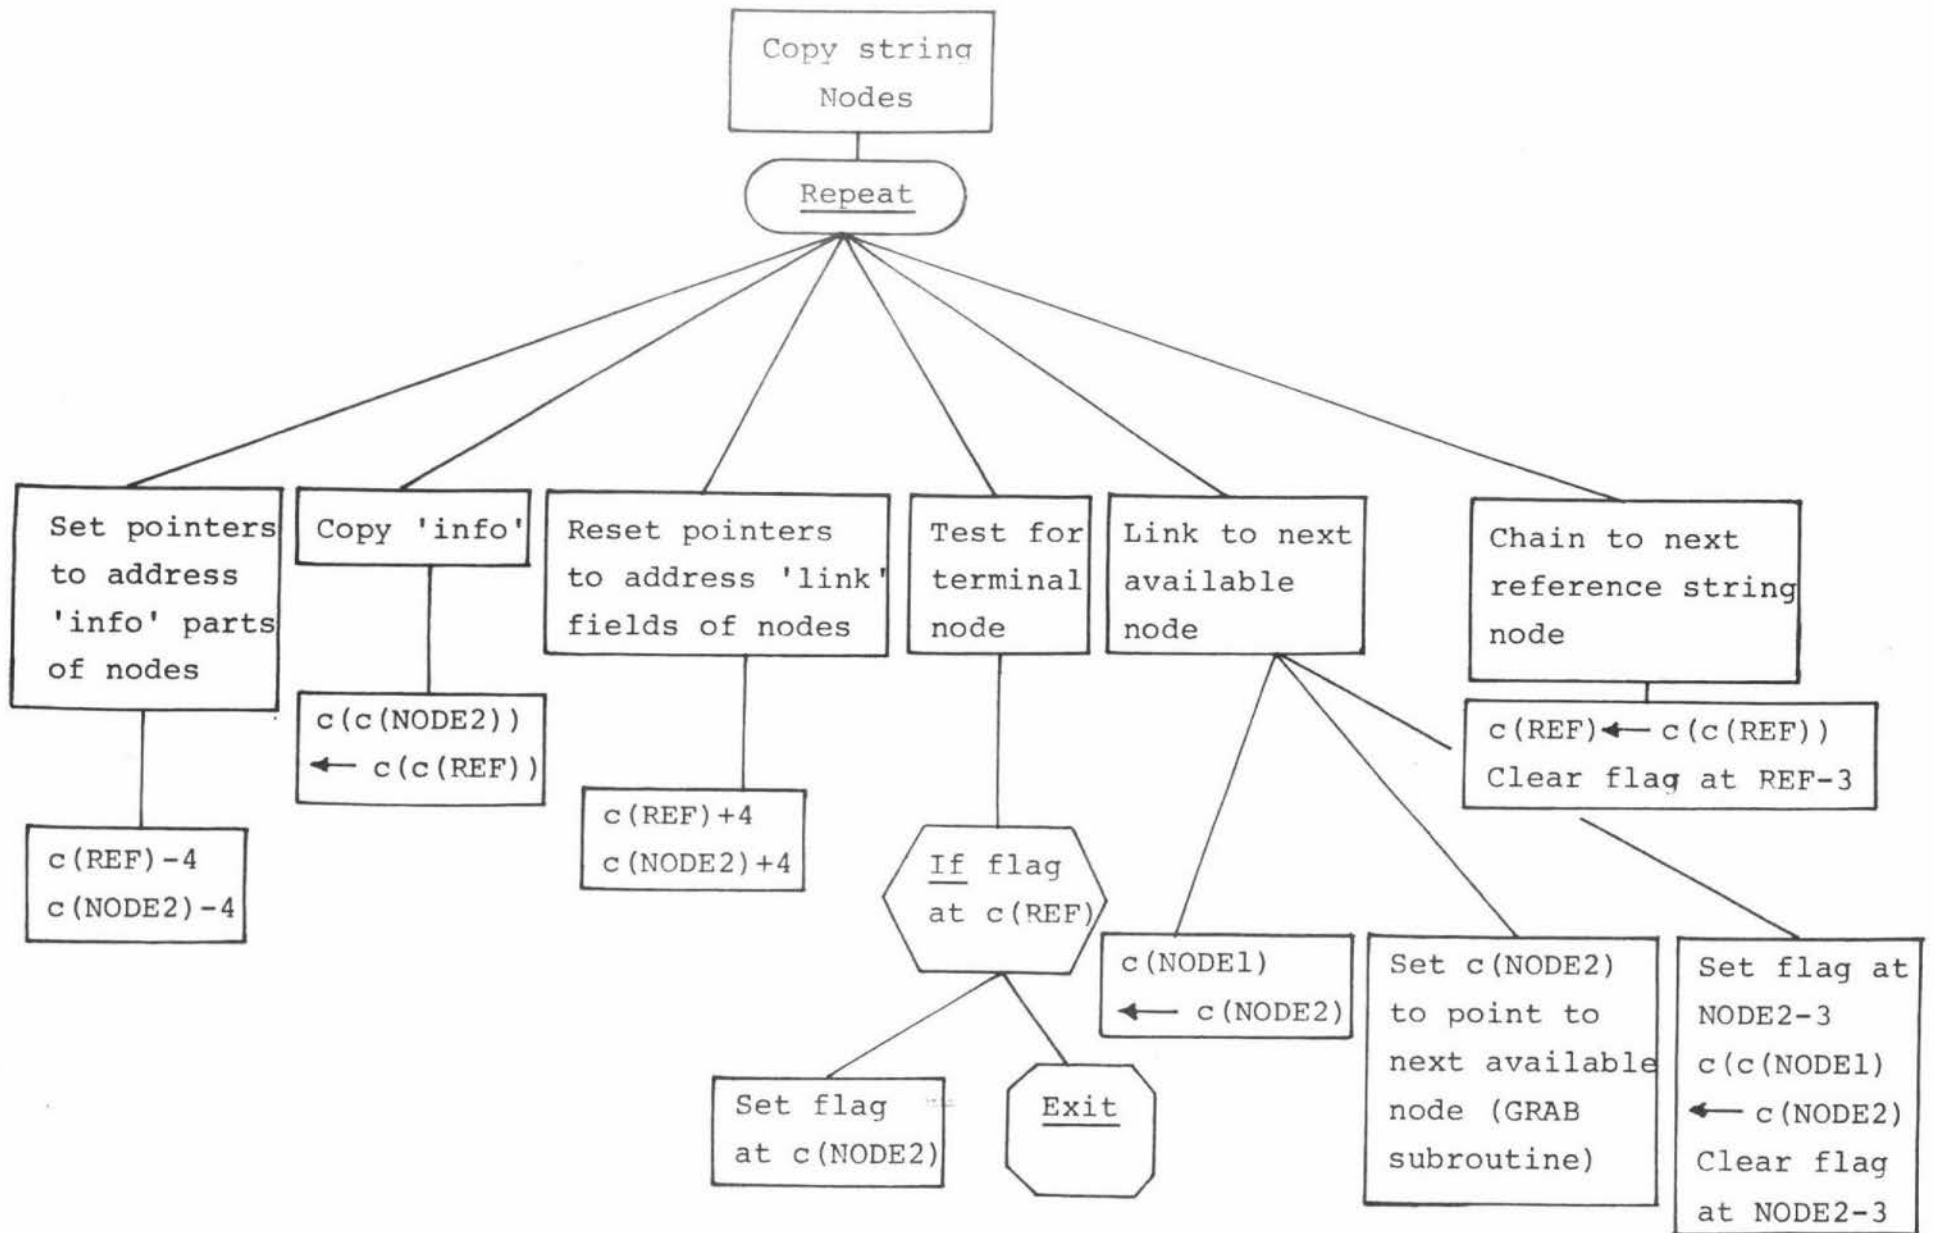 Copy string
Nodes
Repeat
Set pointers
to address
'info' parts
of nodes
Copy 'info'
Reset pointers
to address 'link'
fields of nodes
Test for
terminal
node
Link to next
available
node
Chain to next
reference string
node
c(c(NODE2))
← c(c(REF))
c(REF)← c(c(REF))
Clear flag at REF-3
c(REF)-4
c(NODE2)-4
c(REF)+4
c(NODE2)+4
If flag
at c(REF)
c(NODE1)
← c(NODE2)
Set c(NODE2)
to point to
next available
node (GRAB
subroutine)
Set flag at
NODE2-3
c(c(NODE1)
← c(NODE2)
Clear flag
at NODE2-3
Set flag
at c(NODE2)
Exit